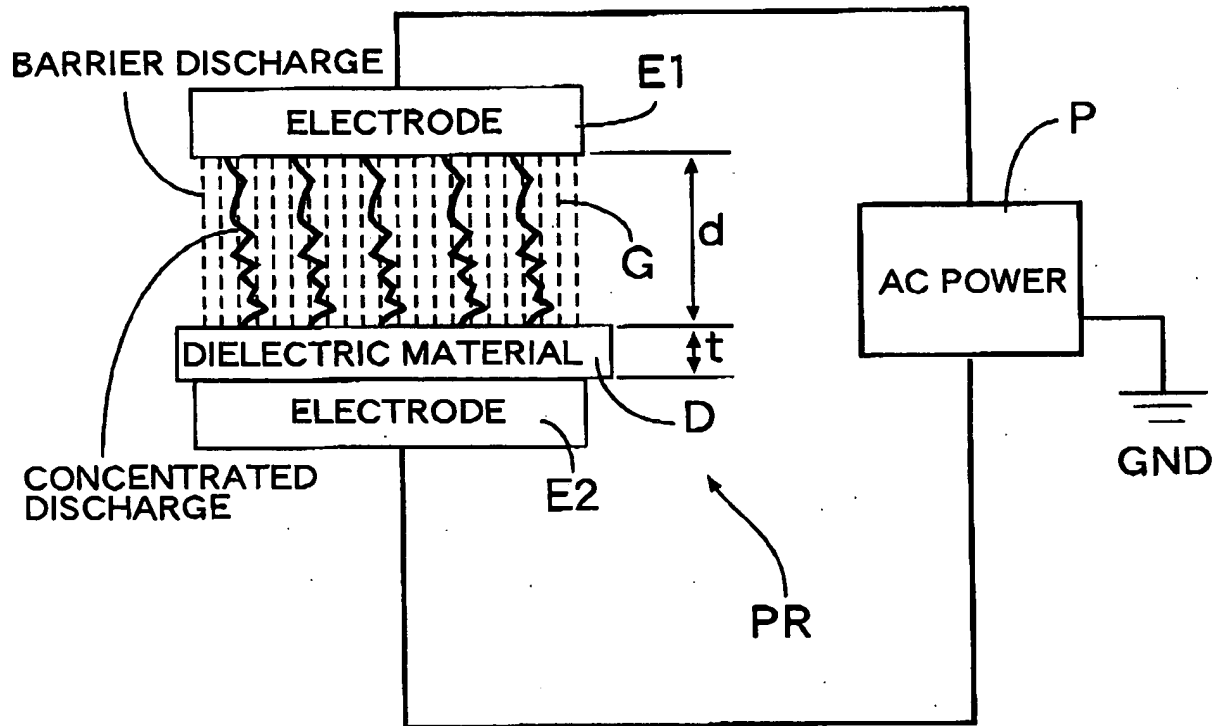 BARRIER DISCHARGE
E1
ELECTRODE
P
d
G
AC POWER
DIELECTRIC MATERIAL
t
ELECTRODE
D
GND
CONCENTRATED
DISCHARGE
E2
PR